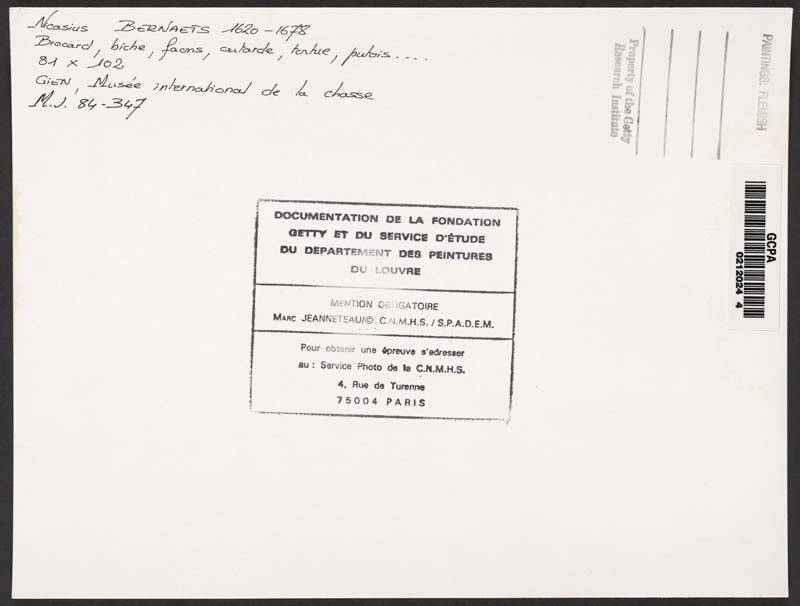 Nicasius BERNAETS 1620-1678
Brocard, biche, faons, outarde, tortue, putois....
81 x 102
GIEN, Musée international de la chasse
M.J. 84-347
Property of the Getty
Research Institute
PAINTINGS: FLEMISH
GCPA
0212024 4
DOCUMENTATION DE LA FONDATION
GETTY ET DU SERVICE D'ÉTUDE
DU DEPARTEMENT DES PEINTURES
DU LOUVRE
MENTION OBLIGATOIRE
MARC JEANNETEAU/© C.N.M.H.S. / S.P.A.D.E.M.
Pour obtenir une épreuve s'adresser
au : Service Photo de la C.N.M.H.S.
4, Rue de Turenne
75004 PARIS